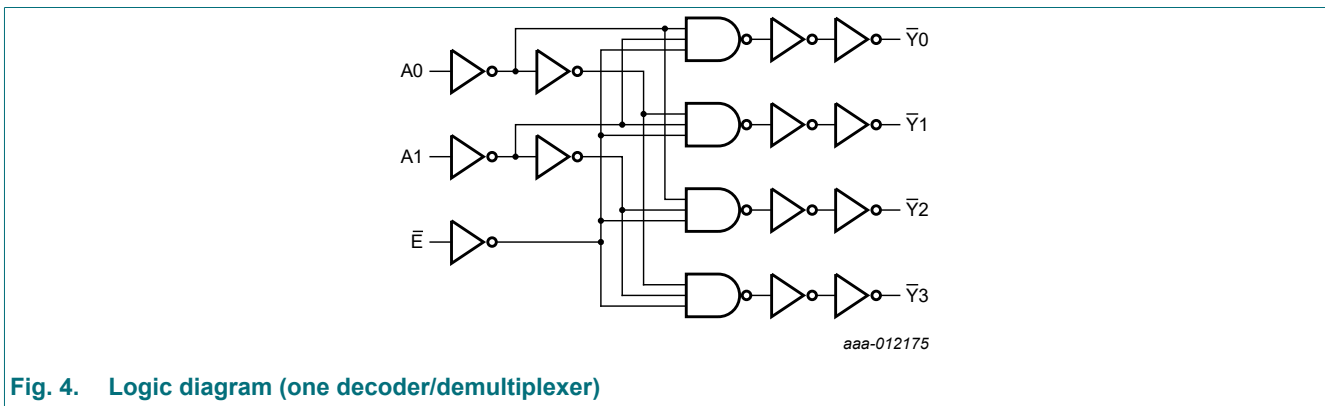 A0
A1
E̅
Y̅0
Y̅1
Y̅2
Y̅3
aaa-012175
Fig. 4. Logic diagram (one decoder/demultiplexer)